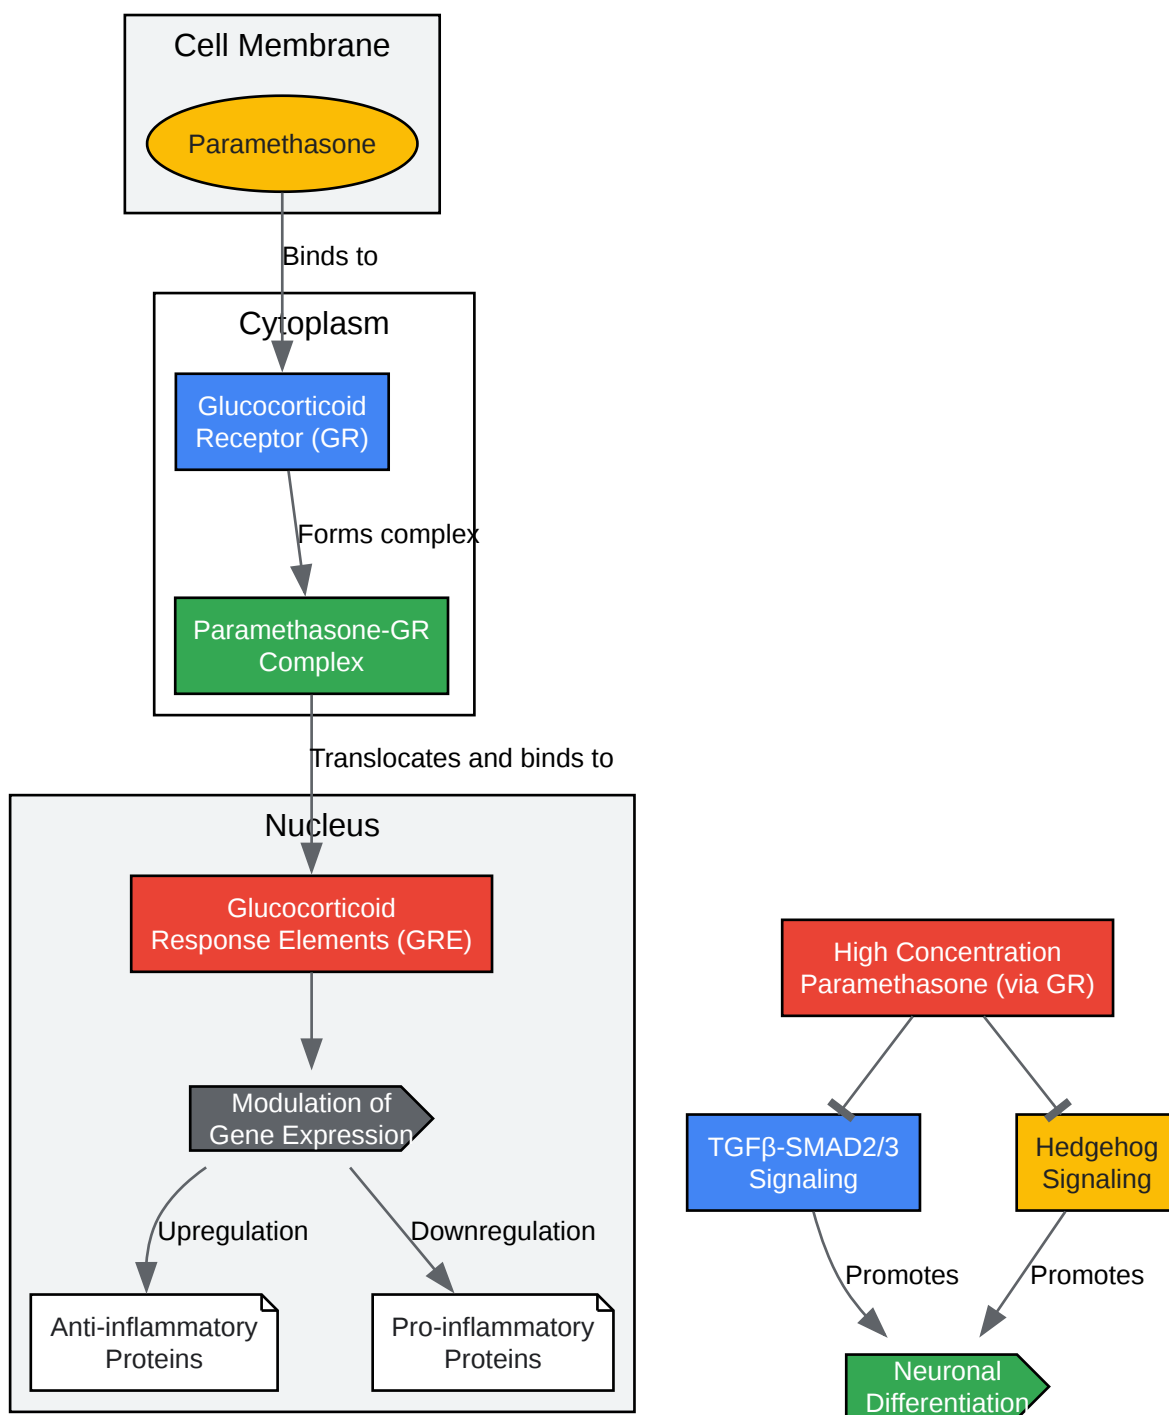 Cell Membrane
Paramethasone
Binds to
Cytoplasm
Glucocorticoid
Receptor (GR)
Forms complex
Paramethasone-GR
Complex
Translocates and binds to
Nucleus
Glucocorticoid
Response Elements (GRE)
Modulation of
Gene Expression
Upregulation
Downregulation
Anti-inflammatory
Proteins
Pro-inflammatory
Proteins
High Concentration
Paramethasone (via GR)
TGFβ-SMAD2/3
Signaling
Hedgehog
Signaling
Promotes
Promotes
Neuronal
Differentiation